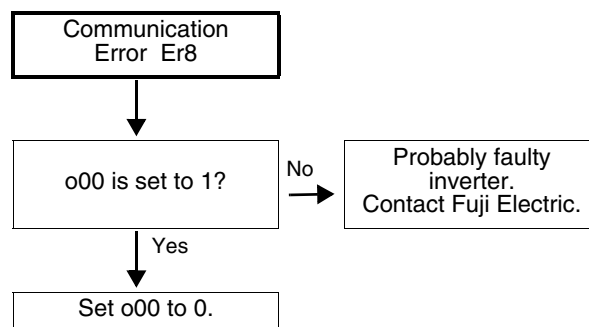 Communication
Error  Er8
o00 is set to 1?
No
Probably faulty
inverter.
Contact Fuji Electric.
Yes
Set o00 to 0.